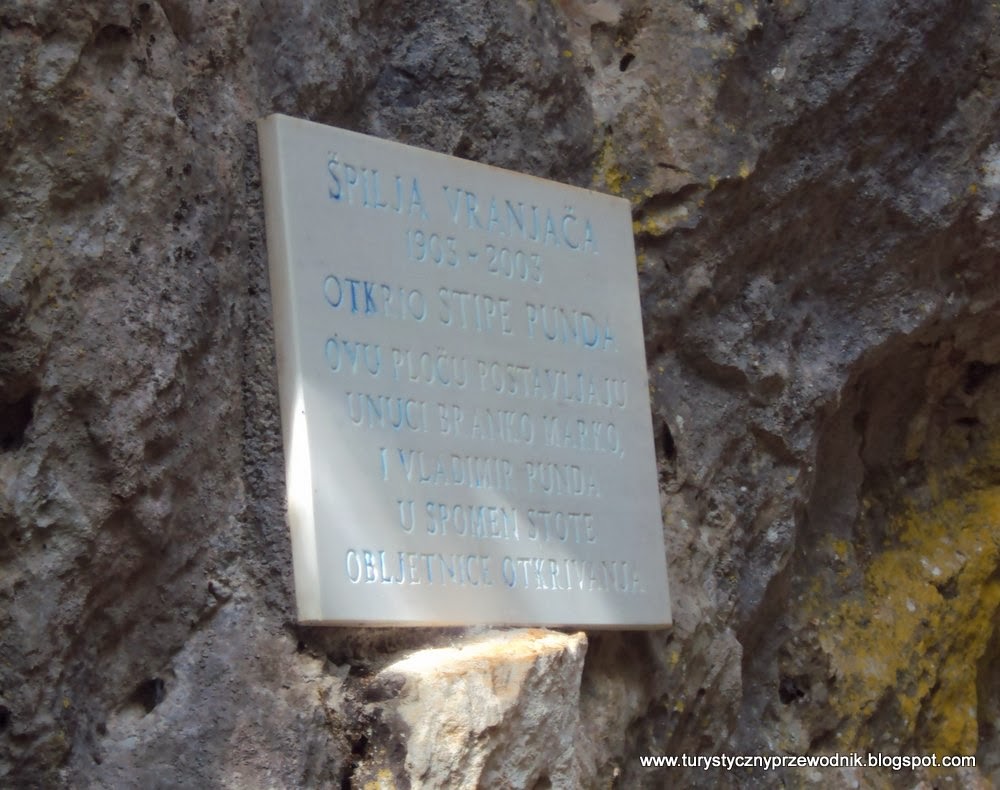 ŠPILJA VRANJAČA
1903 - 2003
OTKRIO STIPE PUNDA
OVU PLOČU POSTAVLJAJU
UNUCI BRANKO MARKO,
I VLADIMIR PUNDA
U SPOMEN STOTE
OBLJETNICE OTKRIVANJA
www.turystycznyprzewodnik.blogspot.com